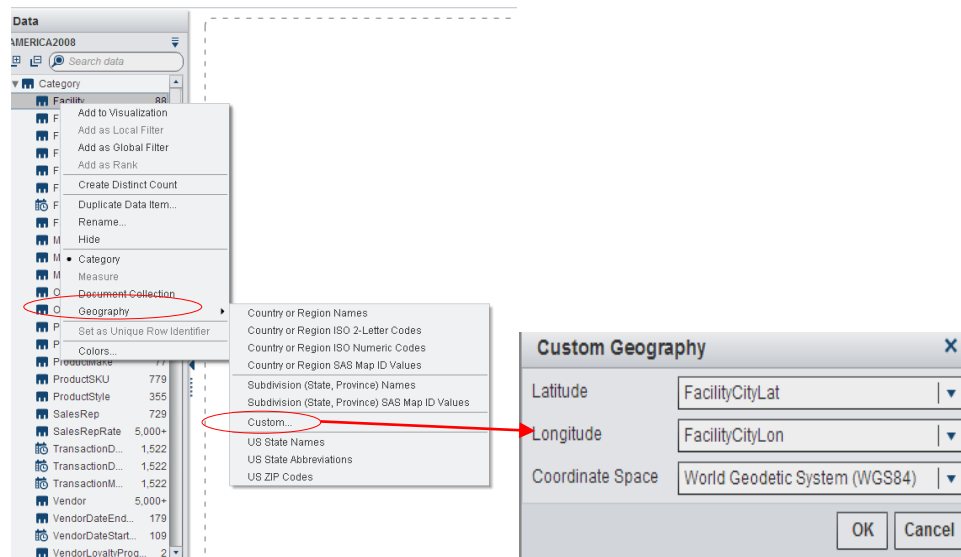 Data
AMERICA2008
Search data
Category
Facility 88
F
F
F
F
F
F
F
M
M
M
O
O
P
P
ProductMake 77
ProductSKU 779
ProductStyle 355
SalesRep 729
SalesRepRate 5,000+
TransactionD... 1,522
TransactionD... 1,522
TransactionM... 1,522
Vendor 5,000+
VendorDateEnd... 179
VendorDateStart... 109
VendorLoyaltyProg... 2
Add to Visualization
Add as Local Filter
Add as Global Filter
Add as Rank
Create Distinct Count
Duplicate Data Item...
Rename...
Hide
Category
Measure
Document Collection
Geography
Set as Unique Row Identifier
Colors...
Country or Region Names
Country or Region ISO 2-Letter Codes
Country or Region ISO Numeric Codes
Country or Region SAS Map ID Values
Subdivision (State, Province) Names
Subdivision (State, Province) SAS Map ID Values
Custom...
US State Names
US State Abbreviations
US ZIP Codes
Custom Geography
Latitude FacilityCityLat
Longitude FacilityCityLon
Coordinate Space World Geodetic System (WGS84)
OK Cancel